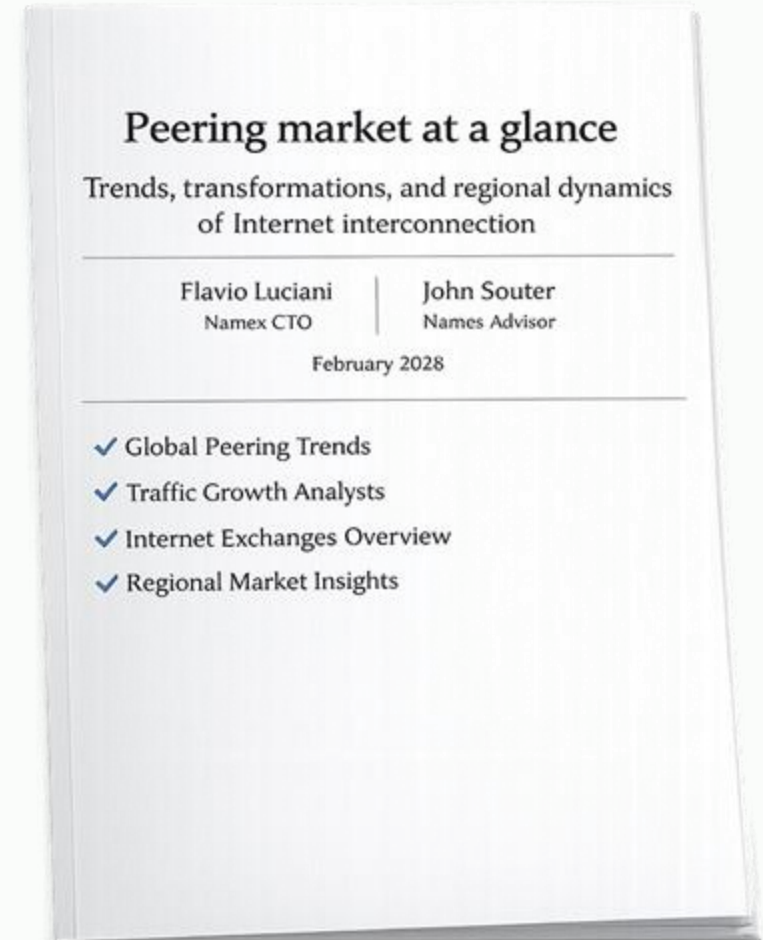 Peering market at a glance
Trends, transformations, and regional dynamics
of Internet interconnection
Flavio Luciani
Namex CTO
John Souter
Names Advisor
February 2028
Global Peering Trends
Traffic Growth Analysts
Internet Exchanges Overview
Regional Market Insights